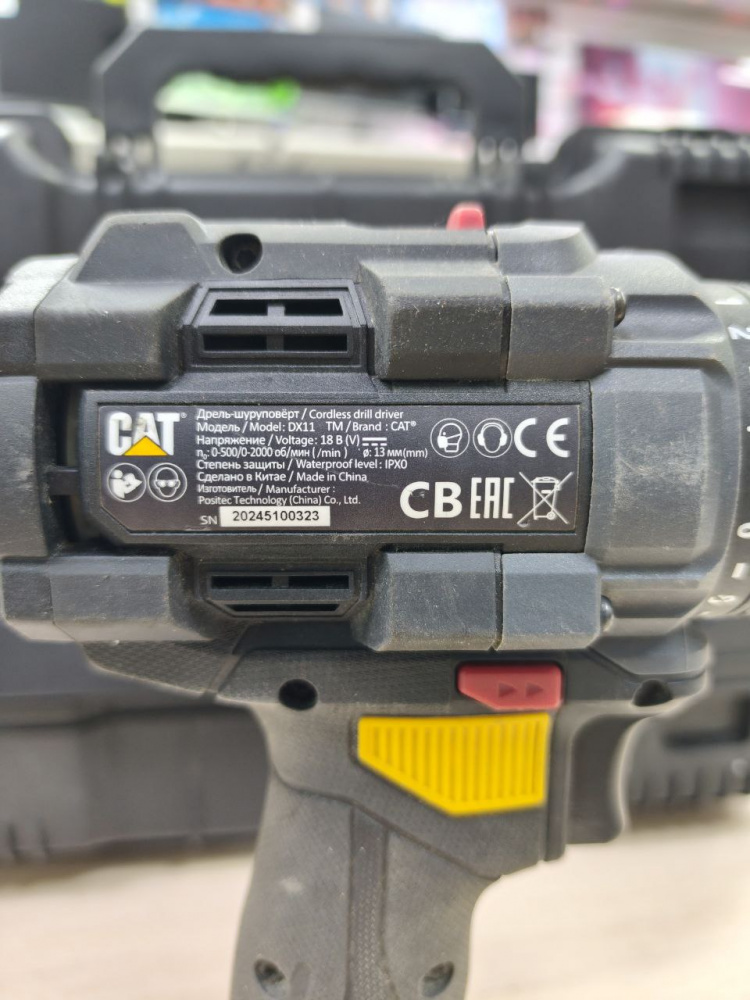 CAT®
Дрель-шуруповёрт / Cordless drill driver
Модель / Model: DX11 TM / Brand : CAT®
Напряжение / Voltage: 18 В (V)
n₀: 0-500/0-2000 об/мин ( /min ) ø: 13 мм(mm)
Степень защиты / Waterproof level : IPX0
Сделано в Китае / Made in China
Изготовитель / Manufacturer :
Positec Technology (China) Co., Ltd.
SN 20245100323
CE
CB EAC